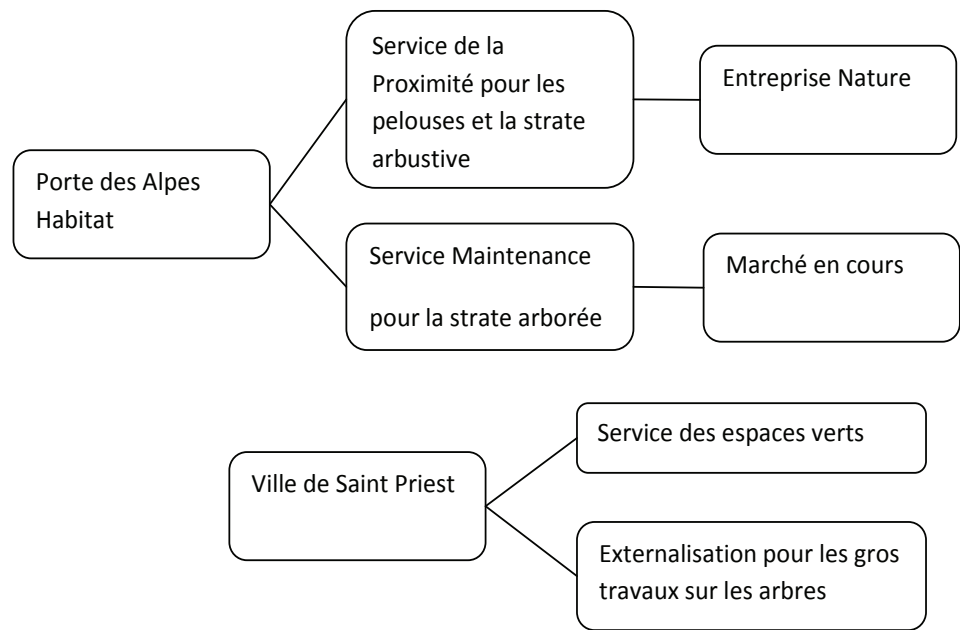 Porte des Alpes
Habitat
Service de la
Proximité pour les
pelouses et la strate
arbustive
Entreprise Nature
Service Maintenance
pour la strate arborée
Marché en cours
Ville de Saint Priest
Service des espaces verts
Externalisation pour les gros
travaux sur les arbres